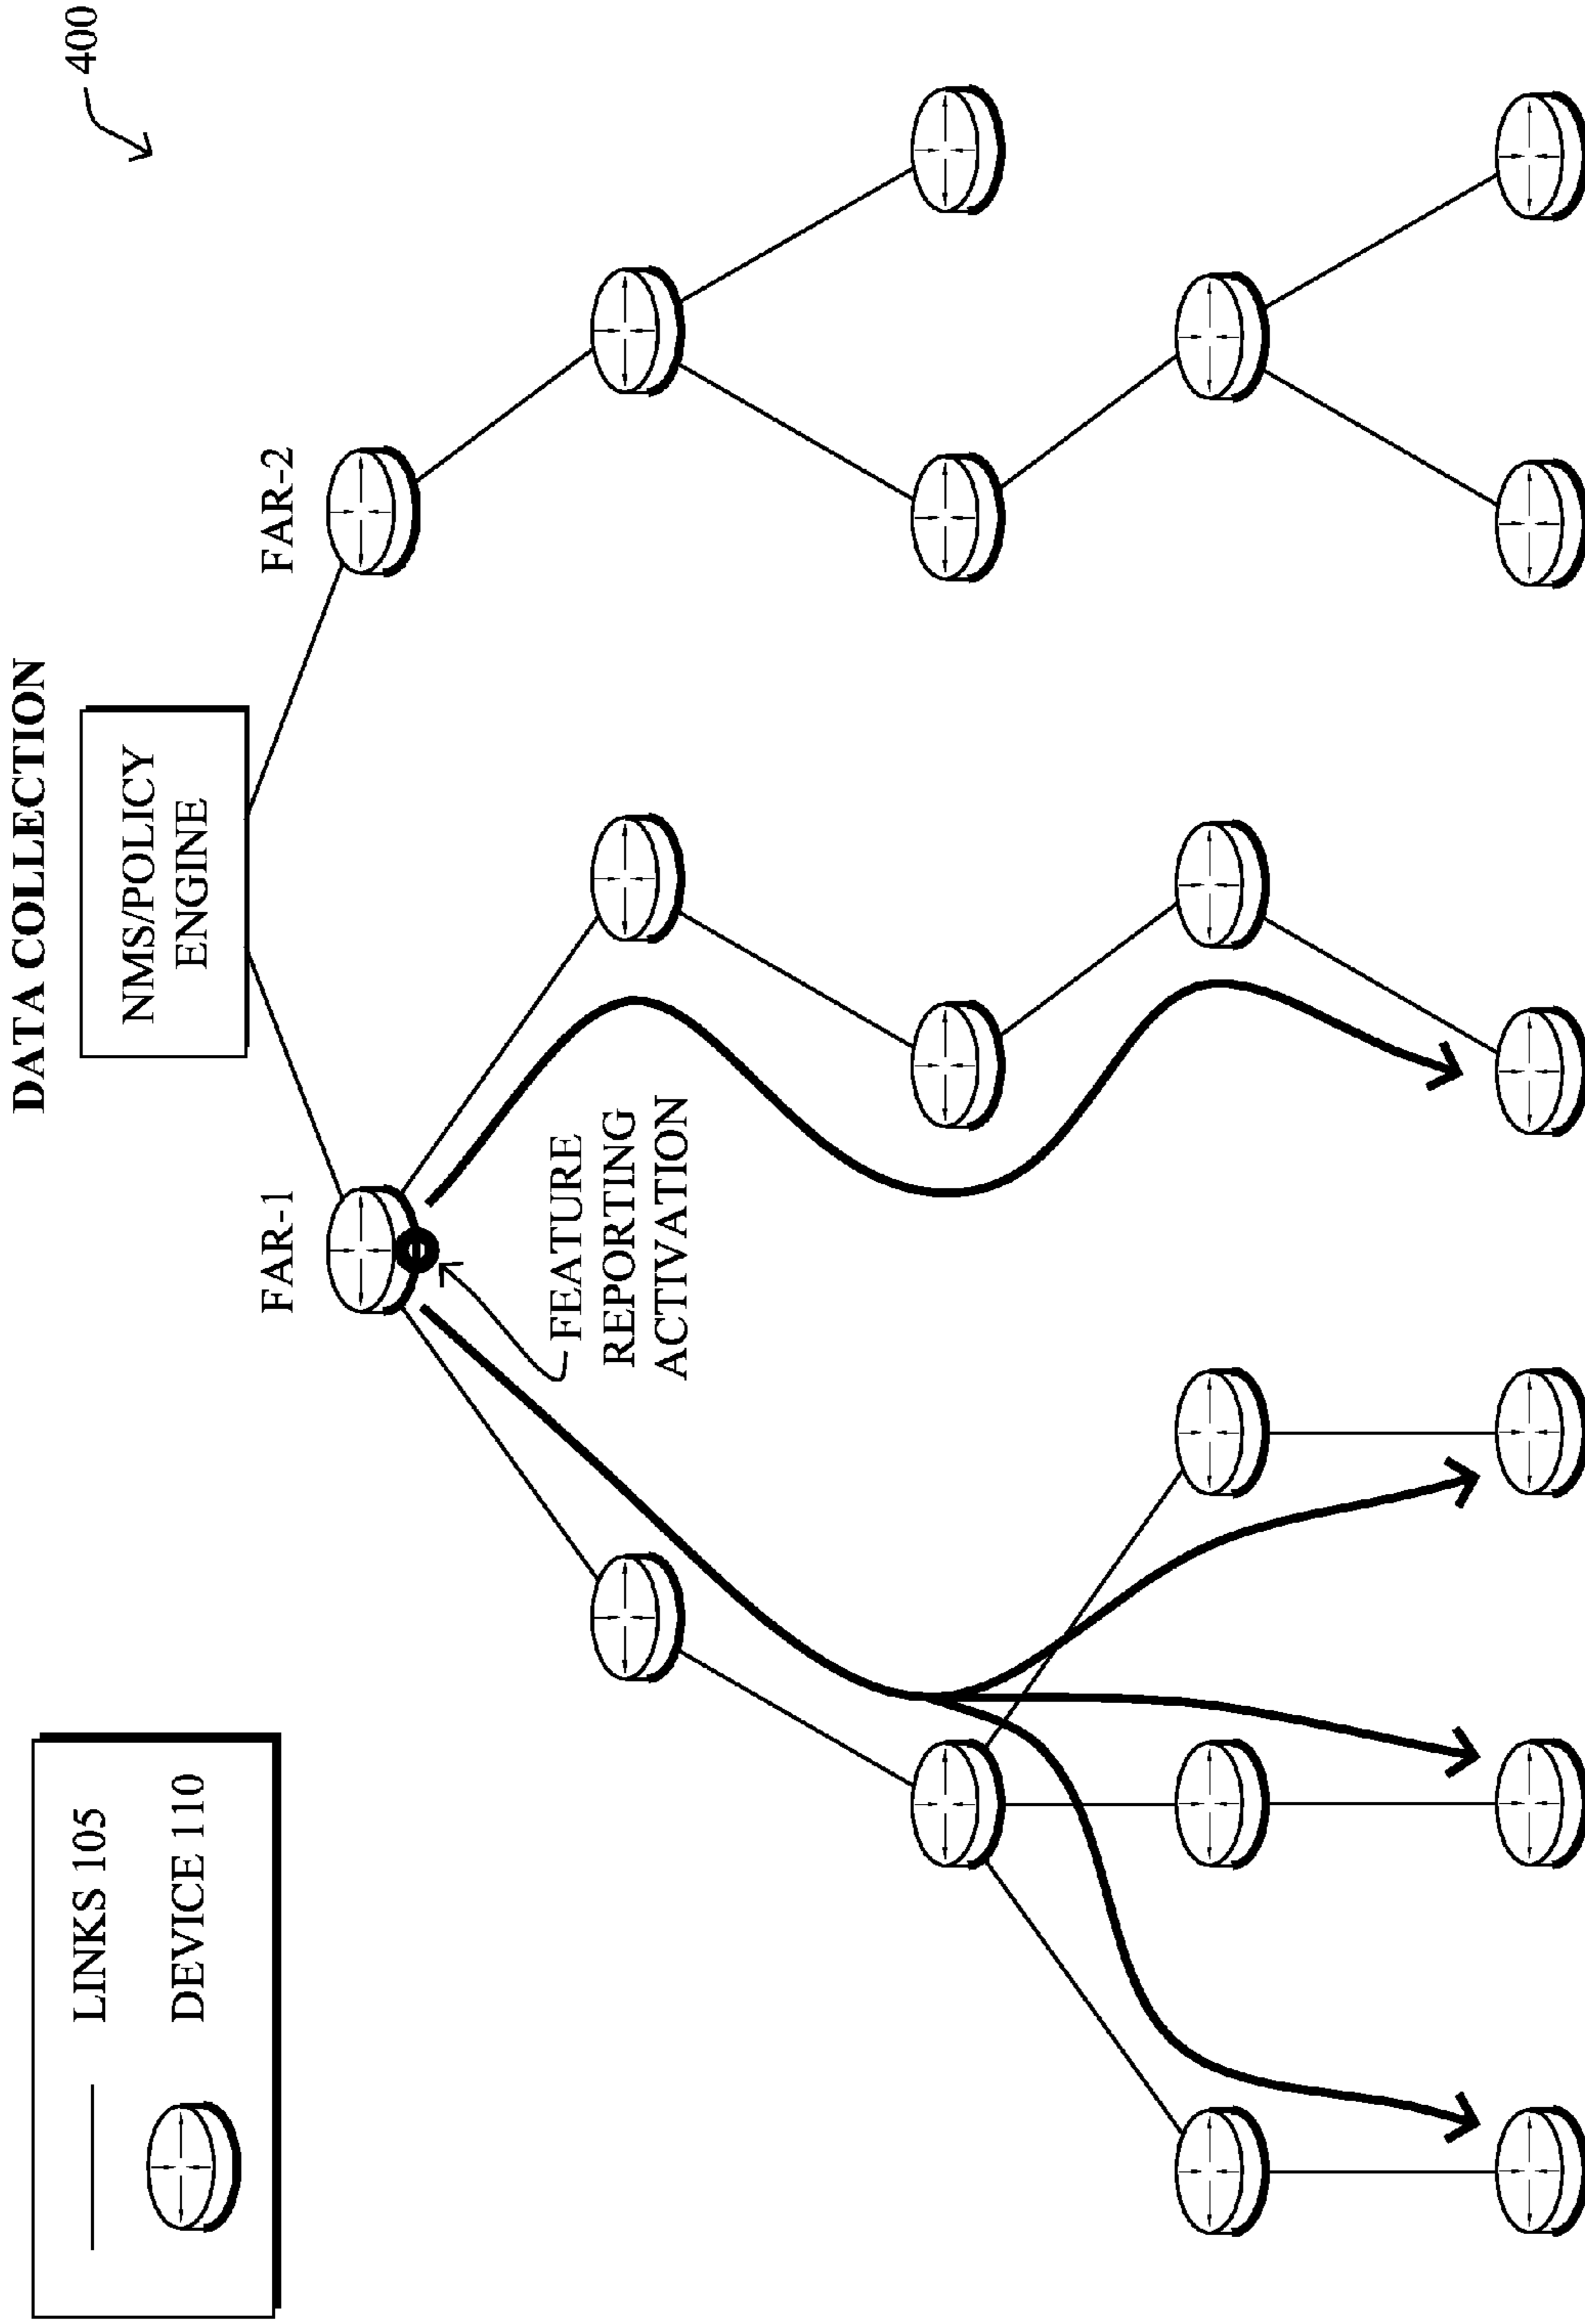 DATA COLLECTION
400
LINKS 105
DEVICE 110
NMS/POLICY
ENGINE
FAR-1
FAR-2
FEATURE
REPORTING
ACTIVATION